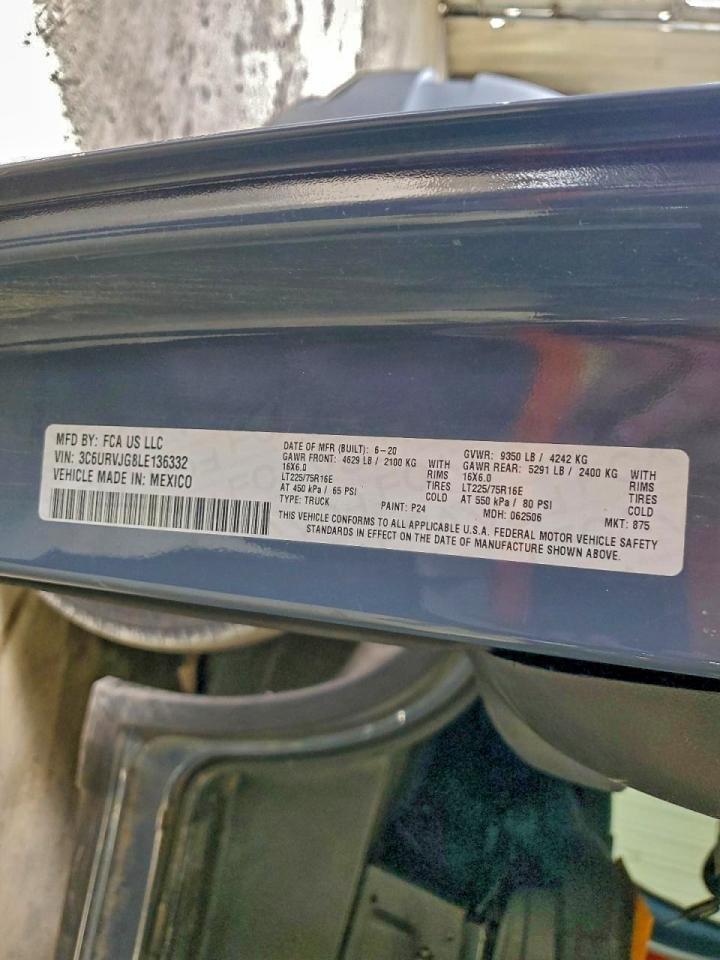 MFD BY: FCA US LLC
VIN: 3C6URVJG8LE136332
VEHICLE MADE IN: MEXICO
DATE OF MFR (BUILT): 6-20
GAWR FRONT: 4629 LB / 2100 KG WITH
16X6.0 RIMS
LT225/75R16E TIRES
AT 450 kPa / 65 PSI COLD
TYPE: TRUCK PAINT: P24
GVWR: 9350 LB / 4242 KG
GAWR REAR: 5291 LB / 2400 KG WITH
16X6.0 RIMS
LT225/75R16E TIRES
AT 550 kPa / 80 PSI COLD
MDH: 062506 MKT: 875
THIS VEHICLE CONFORMS TO ALL APPLICABLE U.S.A. FEDERAL MOTOR VEHICLE SAFETY
STANDARDS IN EFFECT ON THE DATE OF MANUFACTURE SHOWN ABOVE.